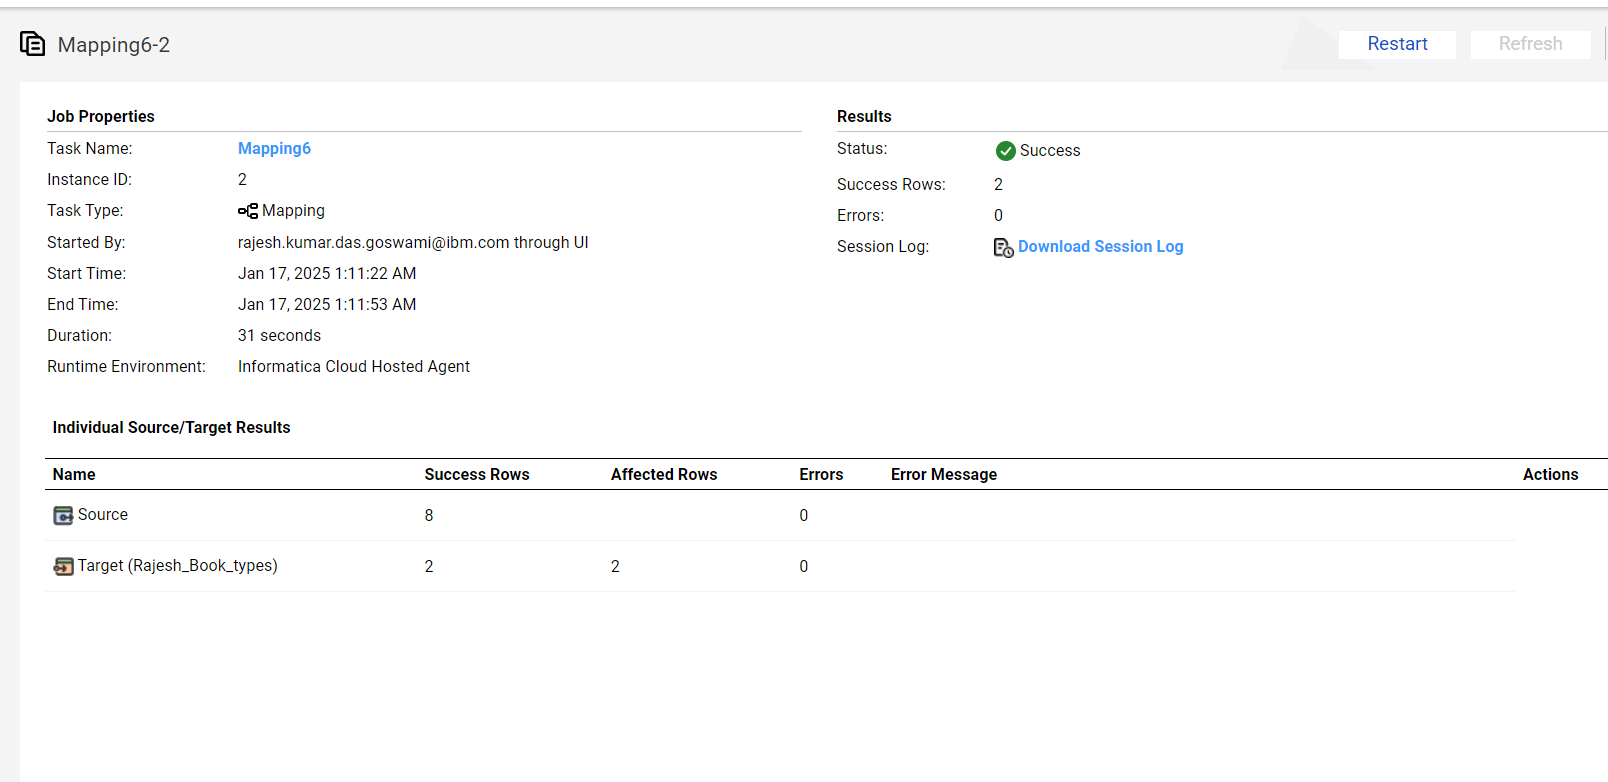 Mapping6-2
Restart
Refresh
Job Properties
Task Name: Mapping6
Instance ID: 2
Task Type: Mapping
Started By: rajesh.kumar.das.goswami@ibm.com through UI
Start Time: Jan 17, 2025 1:11:22 AM
End Time: Jan 17, 2025 1:11:53 AM
Duration: 31 seconds
Runtime Environment: Informatica Cloud Hosted Agent
Results
Status: Success
Success Rows: 2
Errors: 0
Session Log: Download Session Log
Individual Source/Target Results
Name Success Rows Affected Rows Errors Error Message Actions
Source 8 0
Target (Rajesh_Book_types) 2 2 0